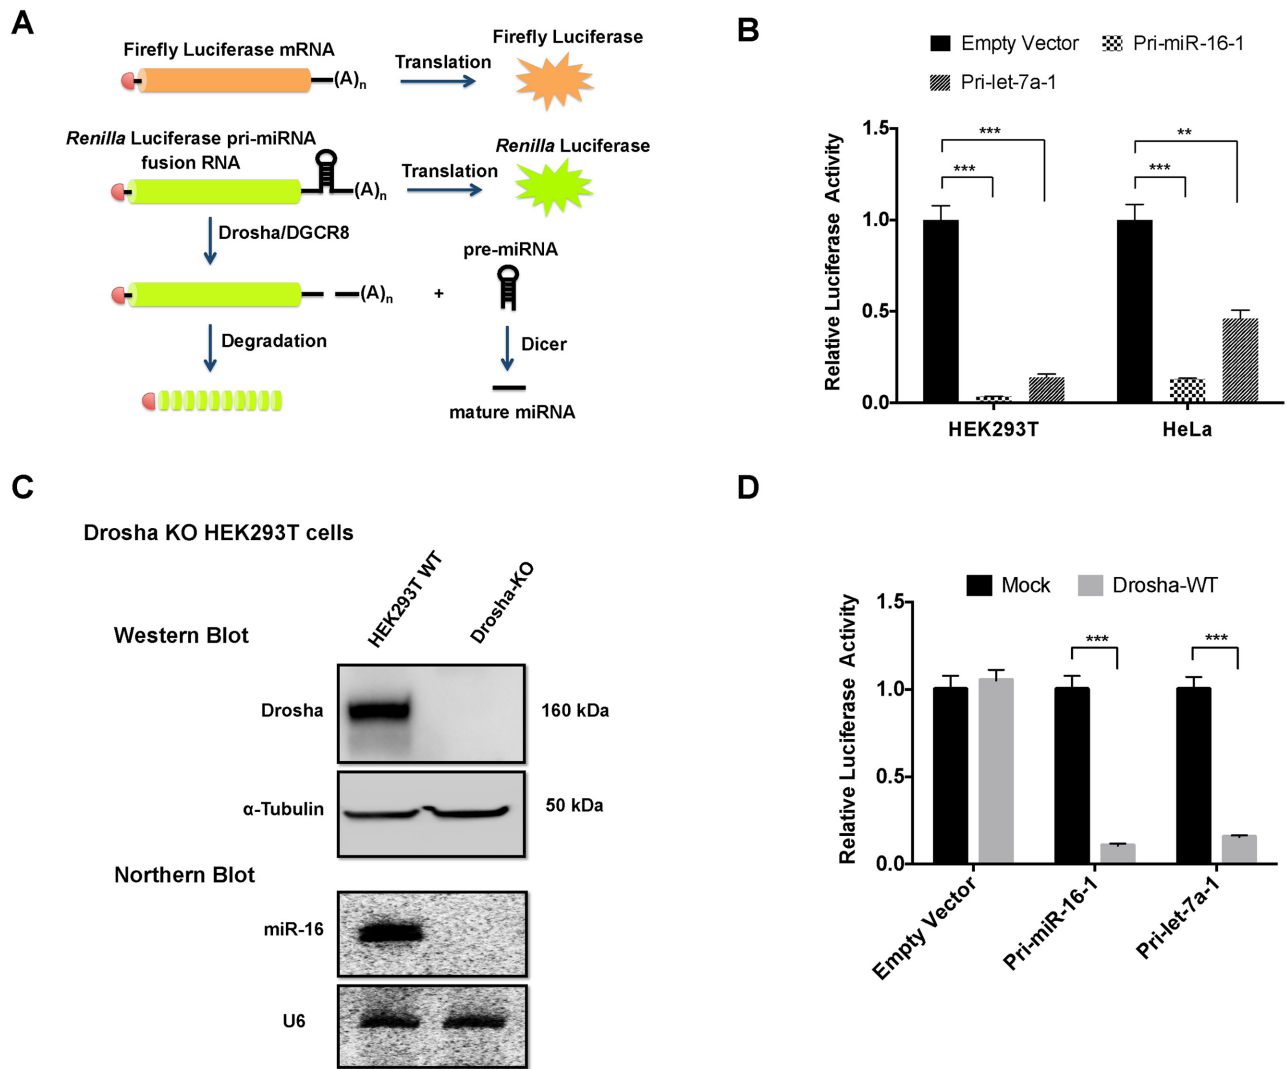 A
Firefly Luciferase mRNA
(A)n
Translation
Firefly Luciferase
Renilla Luciferase pri-miRNA
fusion RNA
(A)n
Translation
Renilla Luciferase
Drosha/DGCR8
pre-miRNA
(A)n
+
Degradation
Dicer
mature miRNA
B
Empty Vector
Pri-miR-16-1
Pri-let-7a-1
Relative Luciferase Activity
1.5
1.0
0.5
0.0
***
***
**
***
HEK293T
HeLa
C
Drosha KO HEK293T cells
HEK293T WT
Drosha-KO
Western Blot
Drosha
160 kDa
α-Tubulin
50 kDa
Northern Blot
miR-16
U6
D
Mock
Drosha-WT
Relative Luciferase Activity
1.5
1.0
0.5
0.0
***
***
Empty Vector
Pri-miR-16-1
Pri-let-7a-1